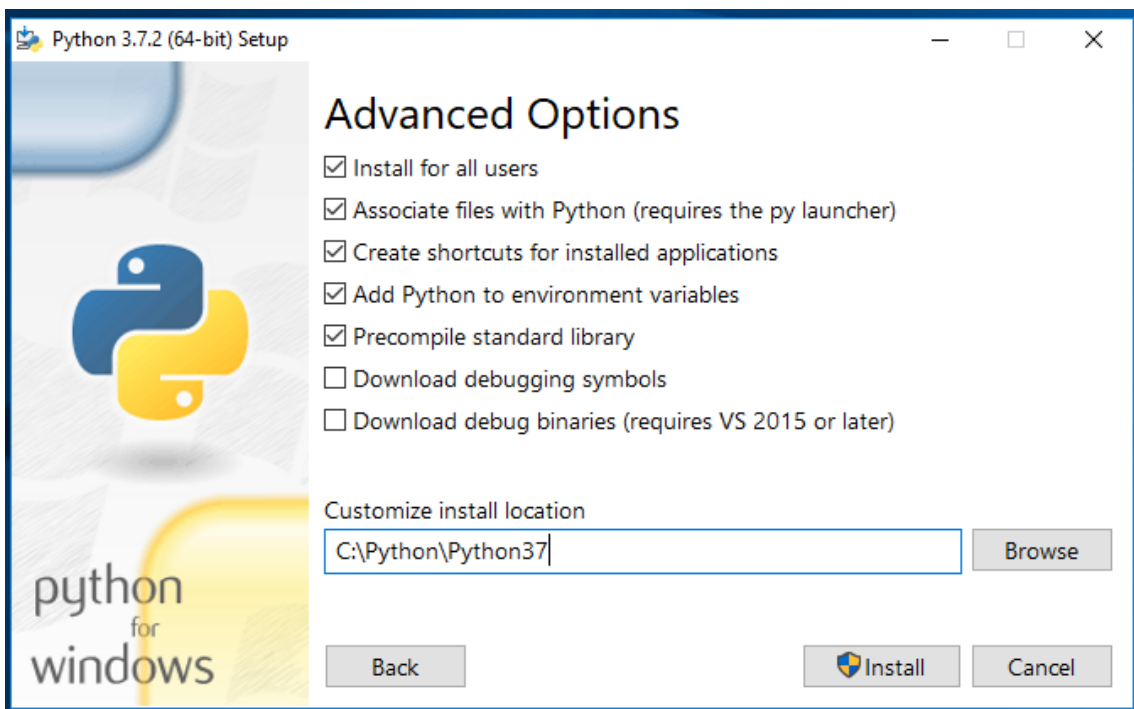 Python 3.7.2 (64-bit) Setup
Advanced Options
Install for all users
Associate files with Python (requires the py launcher)
Create shortcuts for installed applications
Add Python to environment variables
Precompile standard library
Download debugging symbols
Download debug binaries (requires VS 2015 or later)
Customize install location
C:\Python\Python37
Browse
python
for
windows
Back
Install
Cancel